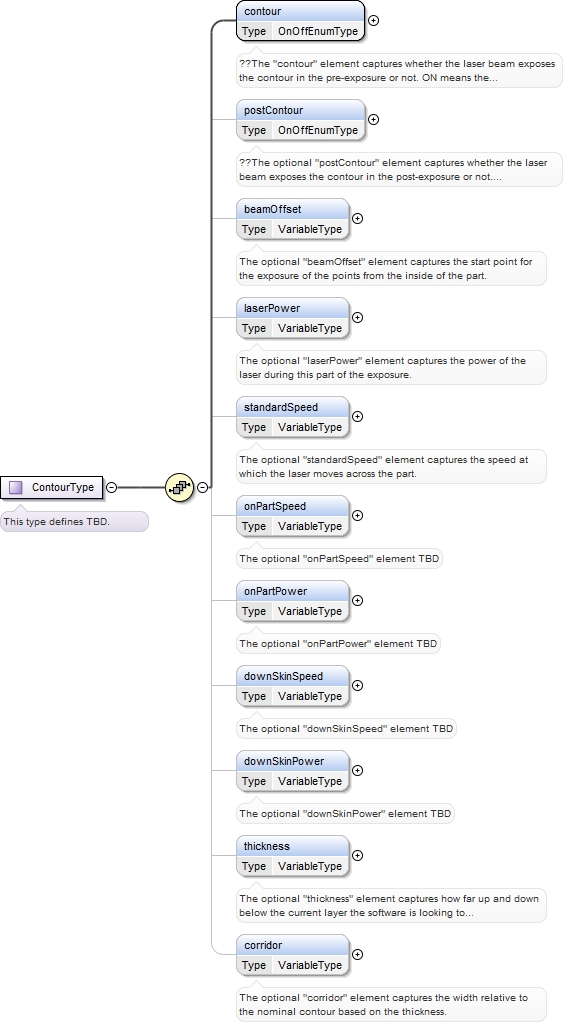 contour
Type OnOffEnumType
??The "contour" element captures whether the laser beam exposes
the contour in the pre-exposure or not. ON means the...
postContour
Type OnOffEnumType
??The optional "postContour" element captures whether the laser
beam exposes the contour in the post-exposure or not....
beamOffset
Type VariableType
The optional "beamOffset" element captures the start point for
the exposure of the points from the inside of the part.
laserPower
Type VariableType
The optional "laserPower" element captures the power of the
laser during this part of the exposure.
standardSpeed
Type VariableType
The optional "standardSpeed" element captures the speed at
which the laser moves across the part.
ContourType
This type defines TBD.
onPartSpeed
Type VariableType
The optional "onPartSpeed" element TBD
onPartPower
Type VariableType
The optional "onPartPower" element TBD
downSkinSpeed
Type VariableType
The optional "downSkinSpeed" element TBD
downSkinPower
Type VariableType
The optional "downSkinPower" element TBD
thickness
Type VariableType
The optional "thickness" element captures how far up and down
below the current layer the software is looking to...
corridor
Type VariableType
The optional "corridor" element captures the width relative to
the nominal contour based on the thickness.